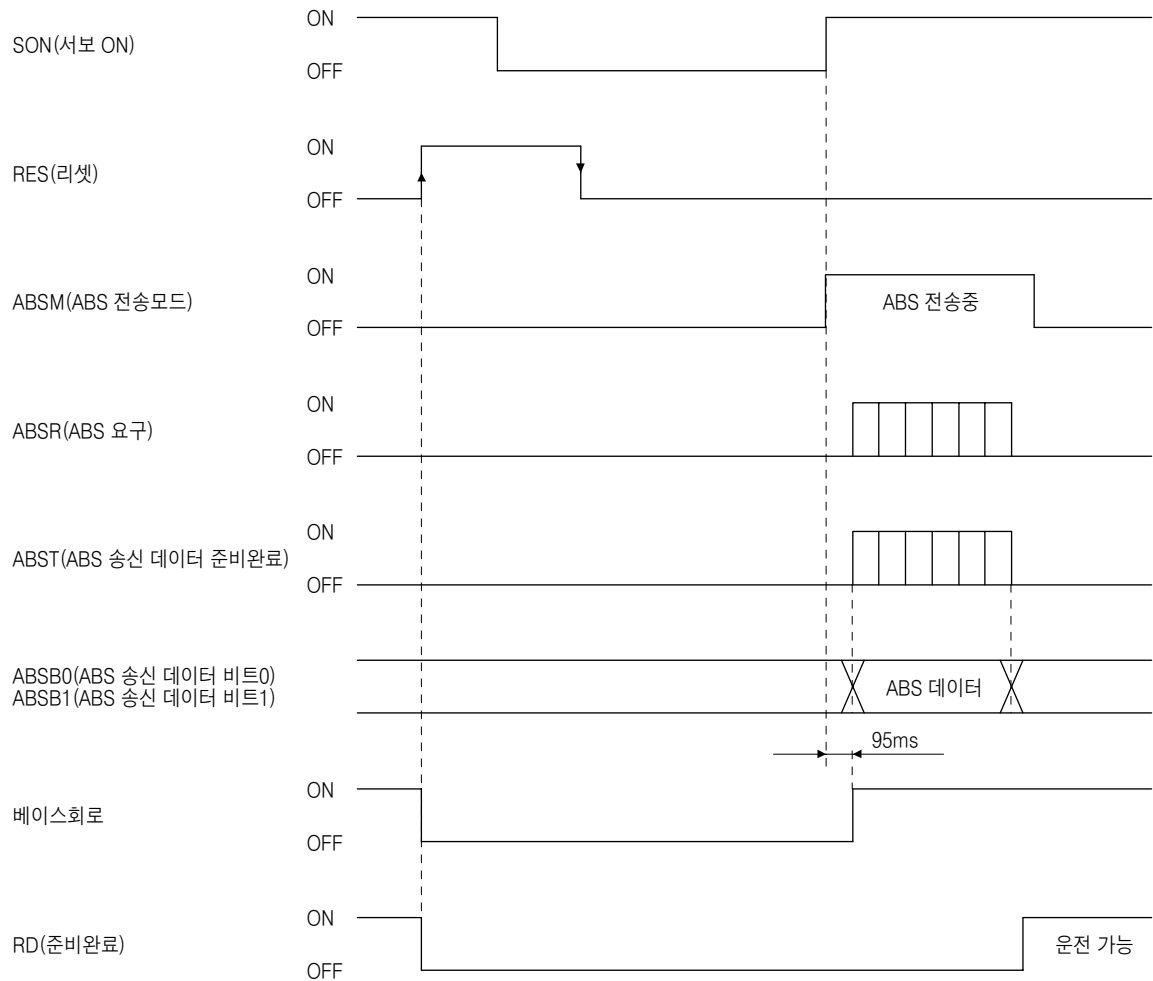 ON
SON(서보 ON)
OFF
ON
RES(리셋)
OFF
ON
ABSM(ABS 전송모드)
ABS 전송중
OFF
ON
ABSR(ABS 요구)
OFF
ON
ABST(ABS 송신 데이터 준비완료)
OFF
ABSB0(ABS 송신 데이터 비트0)
ABSB1(ABS 송신 데이터 비트1)
ABS 데이터
95ms
ON
베이스회로
OFF
ON
RD(준비완료)
운전 가능
OFF